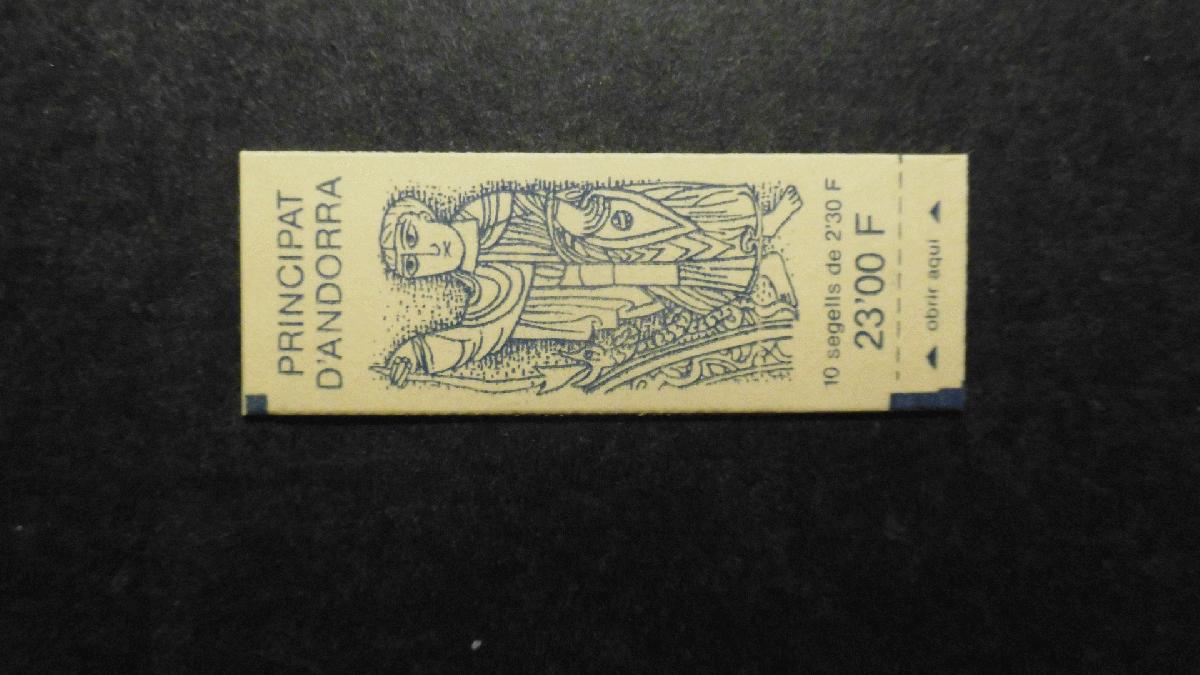 PRINCIPAT
D'ANDORRA
10 segells de 2'30 F
23'00 F
obrir aquí